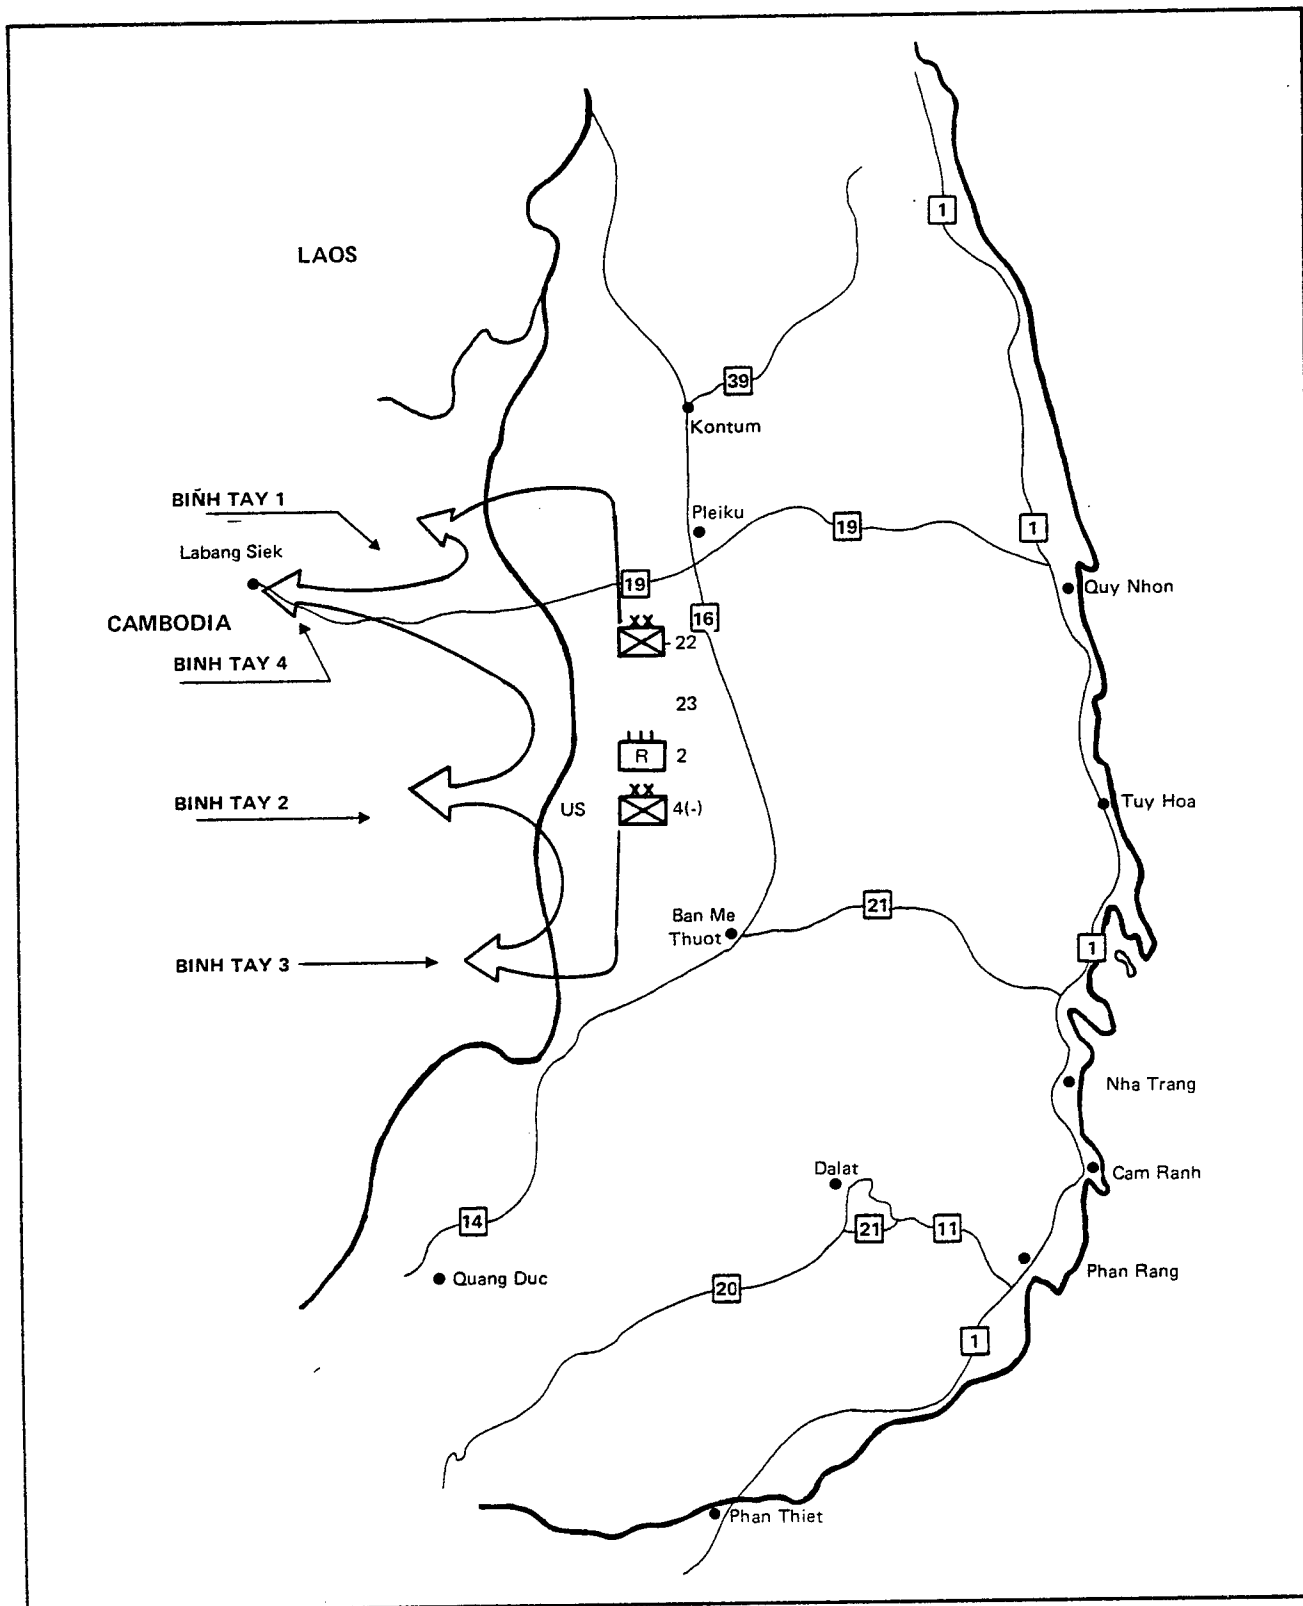 1
LAOS
39
Kontum
BIÑH TAY 1
Pleiku
19
1
Labang Siek
19
Quy Nhon
CAMBODIA
16
XX
22
BINH TAY 4
23
R
2
BINH TAY 2
US
XX
4(-)
Tuy Hoa
21
Ban Me
Thuot
1
BINH TAY 3
Nha Trang
Dalat
Cam Ranh
14
21
11
Quang Duc
20
Phan Rang
1
Phan Thiet